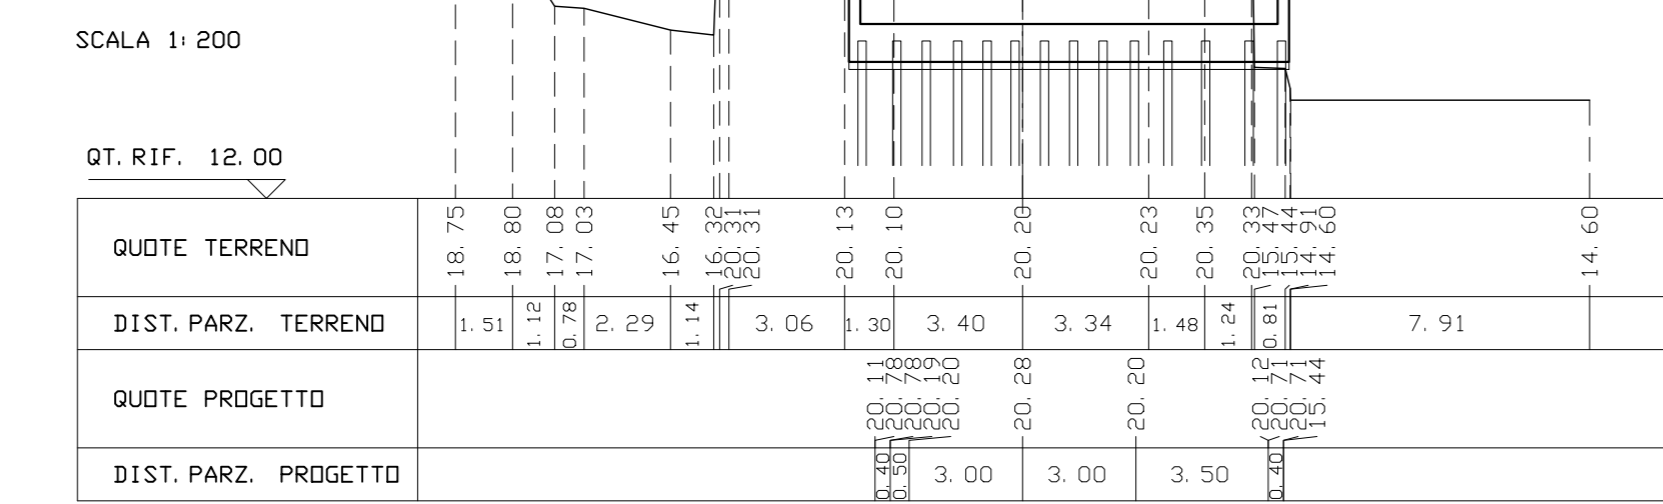 SCALA 1:200
QT. RIF. 12.00
QUOTE TERRENO 18.75 18.80 17.08 17.03 16.45 16.32 20.31 20.31 20.13 20.10 20.28 20.23 20.35 20.33 15.47 15.44 14.91 14.60 14.60
DIST. PARZ. TERRENO 1.51 1.12 0.78 2.29 1.14 3.06 1.30 3.40 3.34 1.48 1.24 0.81 7.91
QUOTE PROGETTO 20.11 20.78 20.78 20.19 20.20 20.28 20.20 20.12 20.71 20.71 15.44
DIST. PARZ. PROGETTO 0.40 0.50 3.00 3.00 3.50 0.40